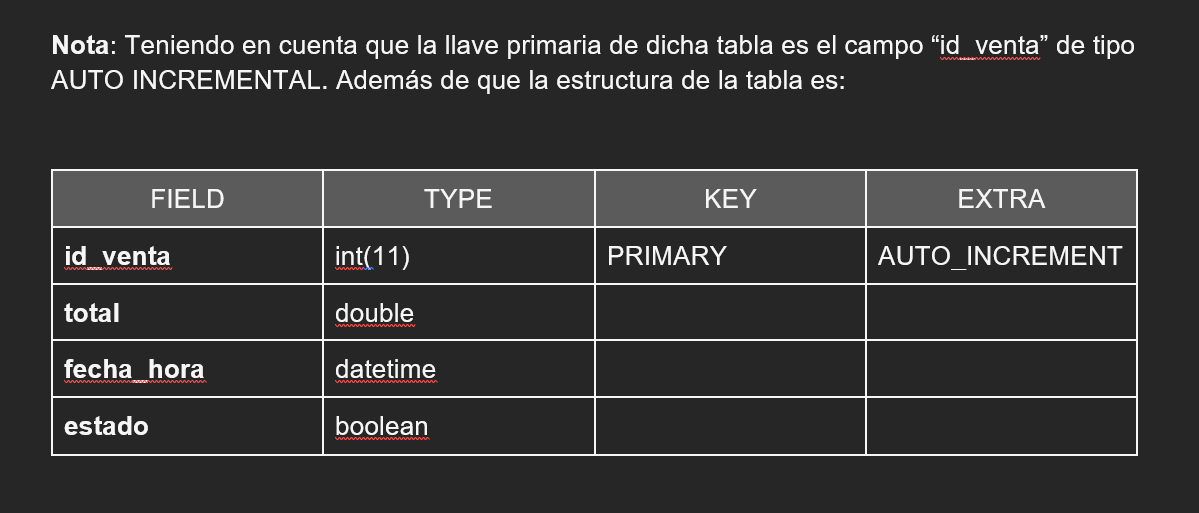 Nota: Teniendo en cuenta que la llave primaria de dicha tabla es el campo “id_venta” de tipo
AUTO INCREMENTAL. Además de que la estructura de la tabla es:
FIELD TYPE KEY EXTRA
id_venta int(11) PRIMARY AUTO_INCREMENT
total double
fecha_hora datetime
estado boolean